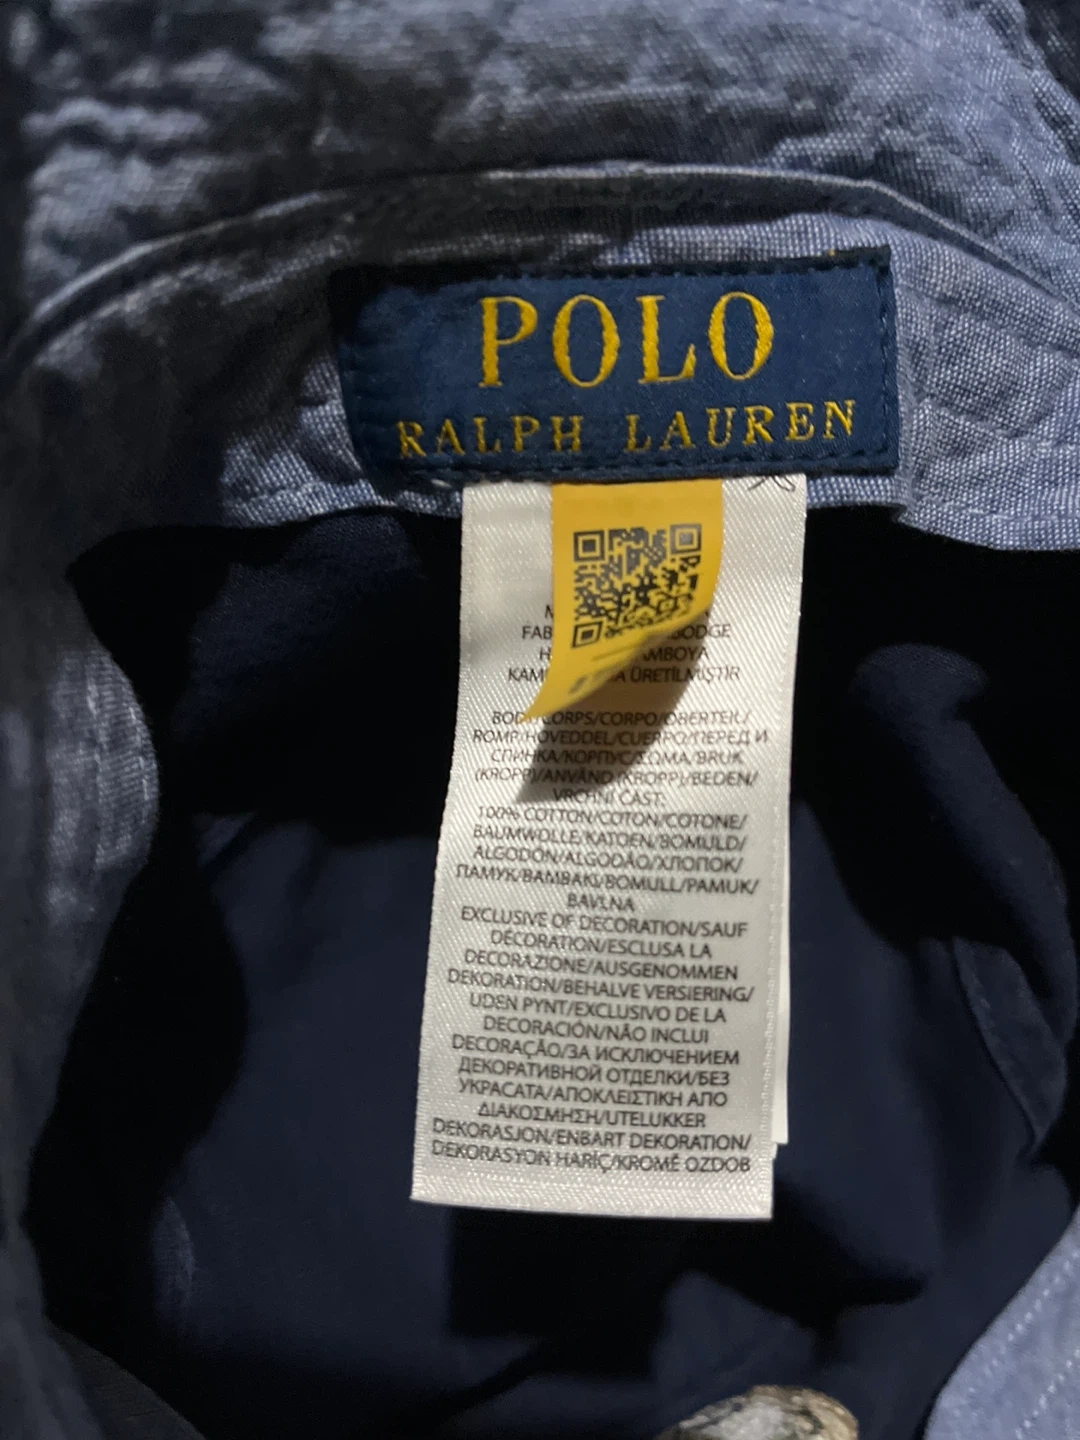 POLO
RALPH LAUREN
BODY/CORPS/CORPO/OBERTEIL/
ROMP/HOVEDDEL/CUERPO/ПЕРЕД И
СПИНКА/КОРПУС/ΣΩΜΑ/BRUK
(KROPP)/ANVÄND (KROPP)/BEDEN/
VRCHNÍ ČÁST:
100% COTTON/COTON/COTONE/
BAUMWOLLE/KATOEN/BOMULD/
ALGODÓN/ALGODÃO/ХЛОПОК/
ПАМУК/ΒΑΜΒΑΚΙ/BOMULL/PAMUK/
BAVLNA
EXCLUSIVE OF DECORATION/SAUF
DÉCORATION/ESCLUSA LA
DECORAZIONE/AUSGENOMMEN
DEKORATION/BEHALVE VERSIERING/
UDEN PYNT/EXCLUSIVO DE LA
DECORACIÓN/NÃO INCLUI
DECORAÇÃO/ЗА ИСКЛЮЧЕНИЕМ
ДЕКОРАТИВНОЙ ОТДЕЛКИ/БЕЗ
УКРАСАТА/ΑΠΟΚΛΕΙΣΤΙΚΗ ΑΠΟ
ΔΙΑΚΟΣΜΗΣΗ/UTELUKKER
DEKORASJON/ENBART DEKORATION/
DEKORASYON HARİÇ/KROMĚ OZDOB